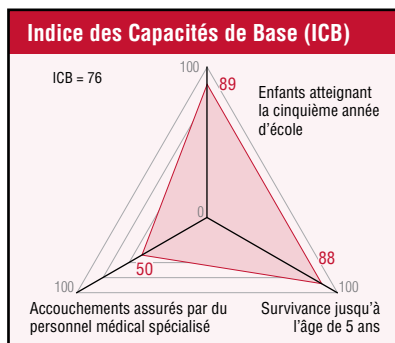 Indice des Capacités de Base (ICB)
ICB = 76
100
89
Enfants atteignant
la cinquième année
d'école
0
88
50
100
100
Accouchements assurés par du
personnel médical spécialisé
Survivance jusqu'à
l'âge de 5 ans